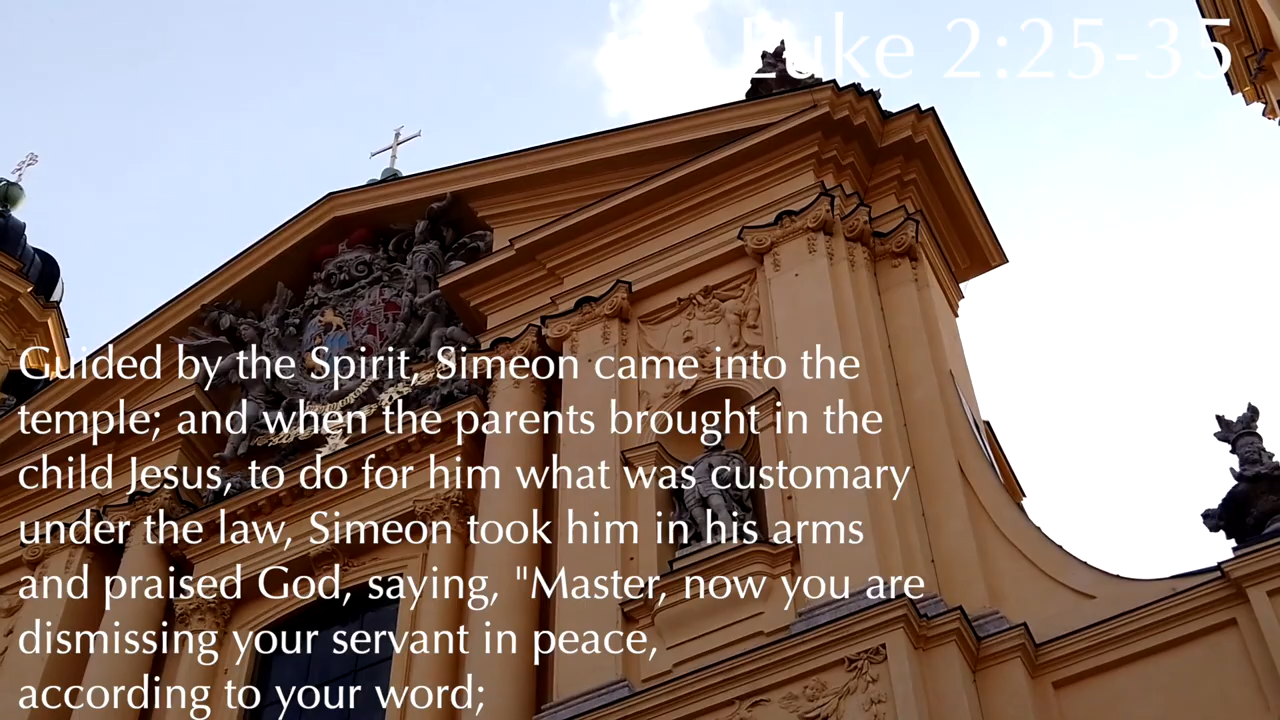 Luke 2:25-35
Guided by the Spirit, Simeon came into the
temple; and when the parents brought in the
child Jesus, to do for him what was customary
under the law, Simeon took him in his arms
and praised God, saying, "Master, now you are
dismissing your servant in peace,
according to your word;